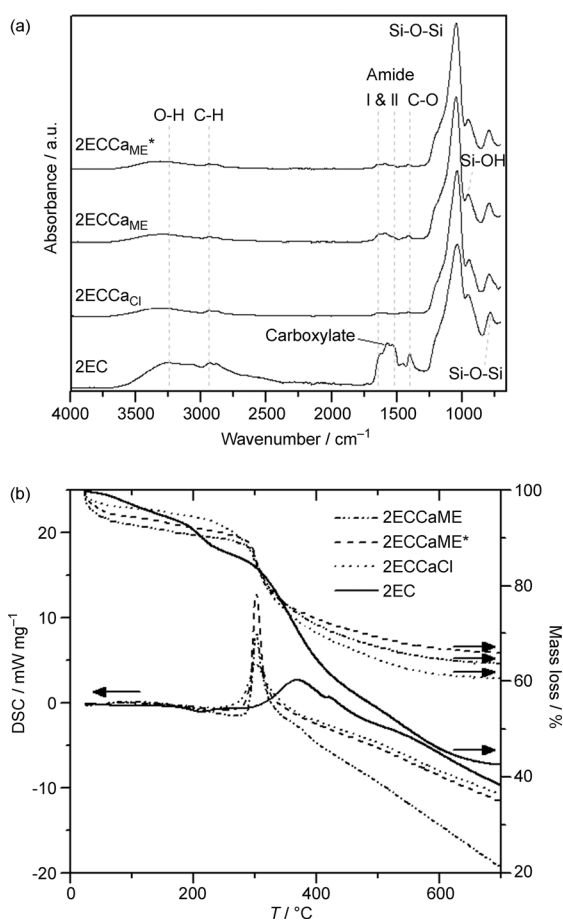 (a)
Si-O-Si
Amide
I & II
C-O
O-H
C-H
2ECCaME*
Si-OH
2ECCaME
2ECCaCl
Carboxylate
2EC
Si-O-Si
Absorbance / a.u.
4000 3500 3000 2500 2000 1500 1000
Wavenumber / cm–1
(b)
2ECCaME
2ECCaME*
2ECCaCl
2EC
20
10
0
-10
-20
DSC / mW mg–1
100
80
60
40
20
Mass loss / %
0 200 400 600
T / °C